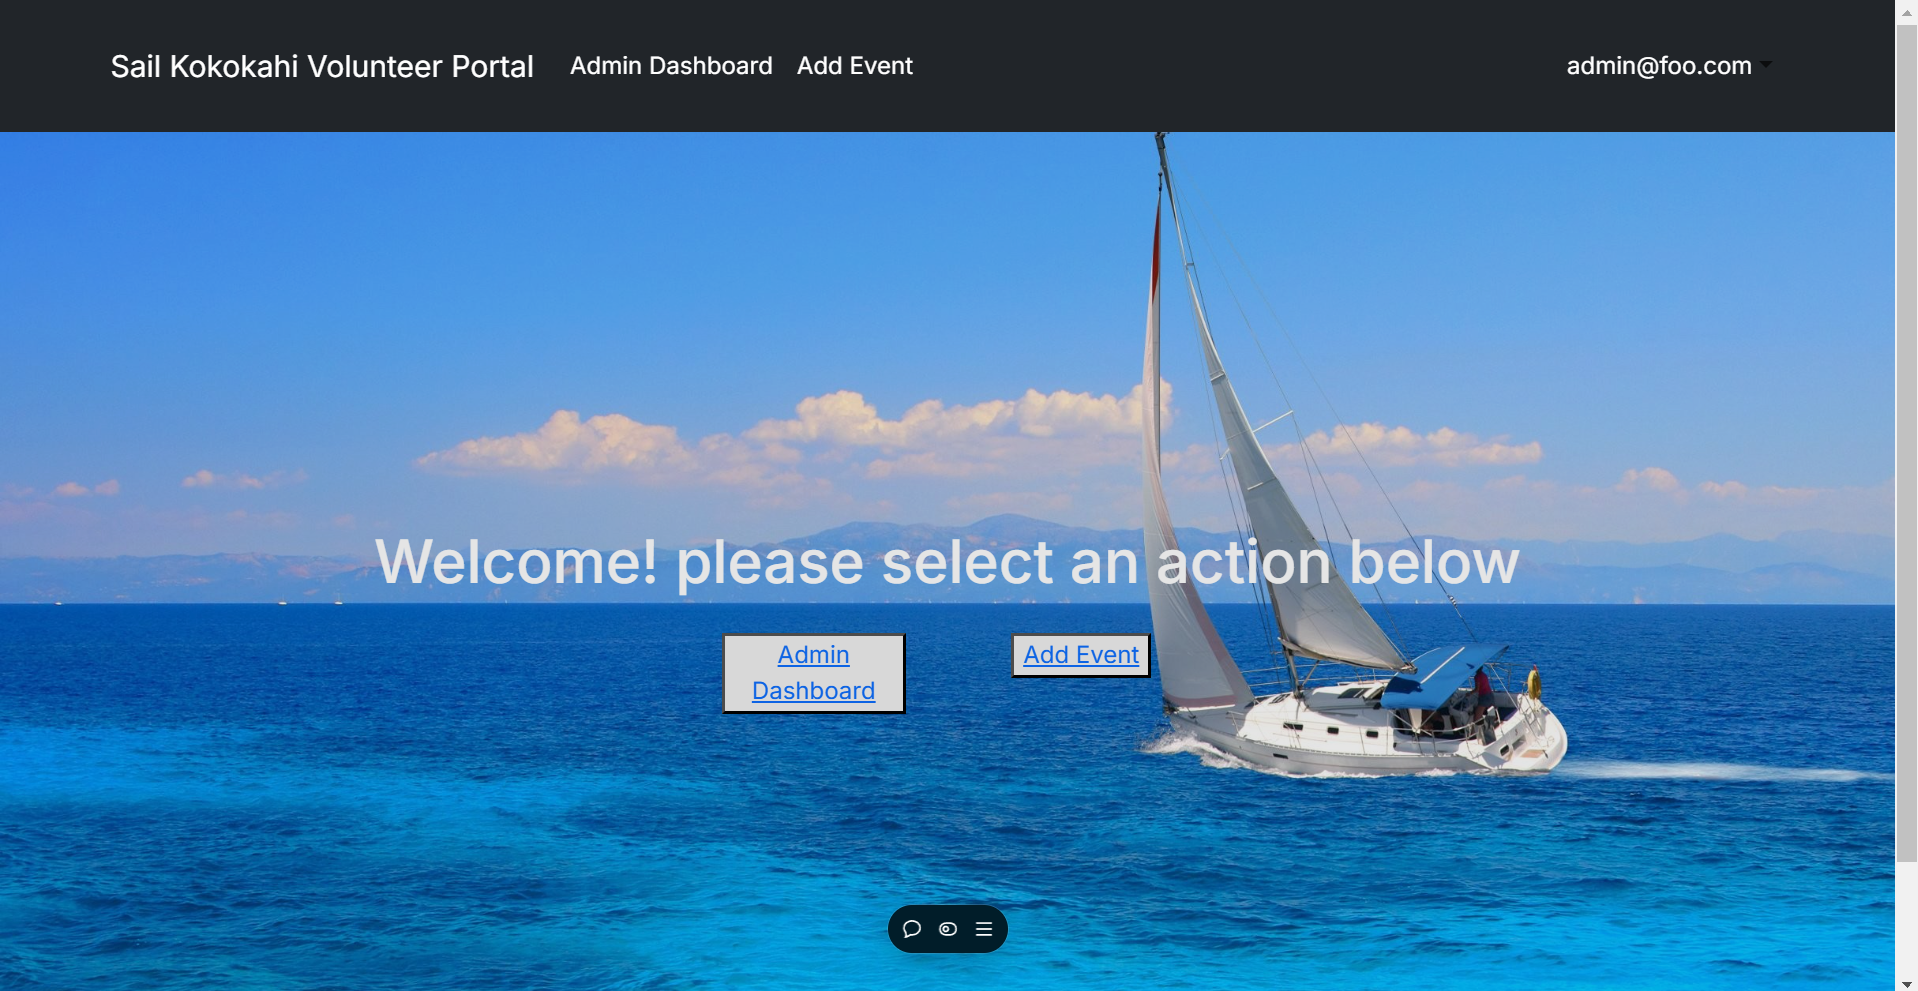 Sail Kokokahi Volunteer Portal Admin Dashboard Add Event admin@foo.com
Welcome! please select an action below
Admin
Dashboard
Add Event